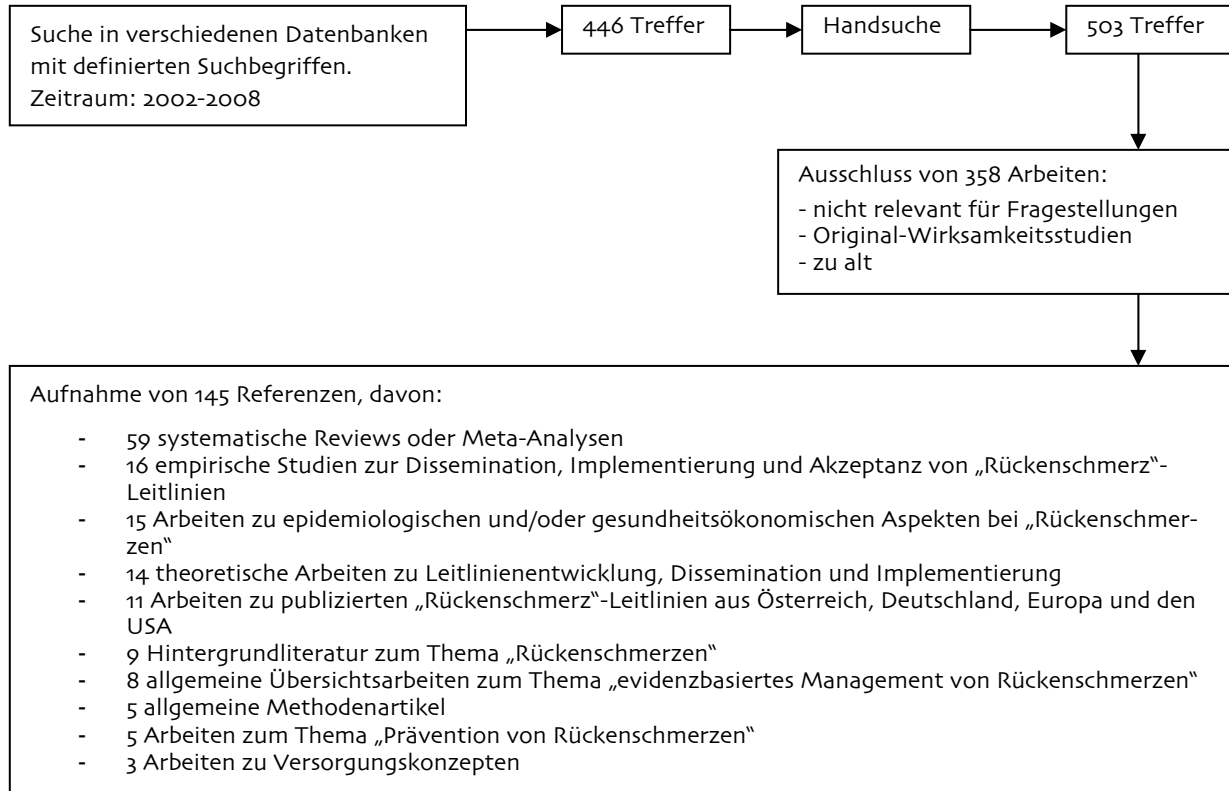 Suche in verschiedenen Datenbanken
mit definierten Suchbegriffen.
Zeitraum: 2002-2008
446 Treffer
Handsuche
503 Treffer
Ausschluss von 358 Arbeiten:
- nicht relevant für Fragestellungen
- Original-Wirksamkeitsstudien
- zu alt
Aufnahme von 145 Referenzen, davon:
- 59 systematische Reviews oder Meta-Analysen
- 16 empirische Studien zur Dissemination, Implementierung und Akzeptanz von „Rückenschmerz“-
Leitlinien
- 15 Arbeiten zu epidemiologischen und/oder gesundheitsökonomischen Aspekten bei „Rückenschmer-
zen“
- 14 theoretische Arbeiten zu Leitlinienentwicklung, Dissemination und Implementierung
- 11 Arbeiten zu publizierten „Rückenschmerz“-Leitlinien aus Österreich, Deutschland, Europa und den
USA
- 9 Hintergrundliteratur zum Thema „Rückenschmerzen“
- 8 allgemeine Übersichtsarbeiten zum Thema „evidenzbasiertes Management von Rückenschmerzen“
- 5 allgemeine Methodenartikel
- 5 Arbeiten zum Thema „Prävention von Rückenschmerzen“
- 3 Arbeiten zu Versorgungskonzepten